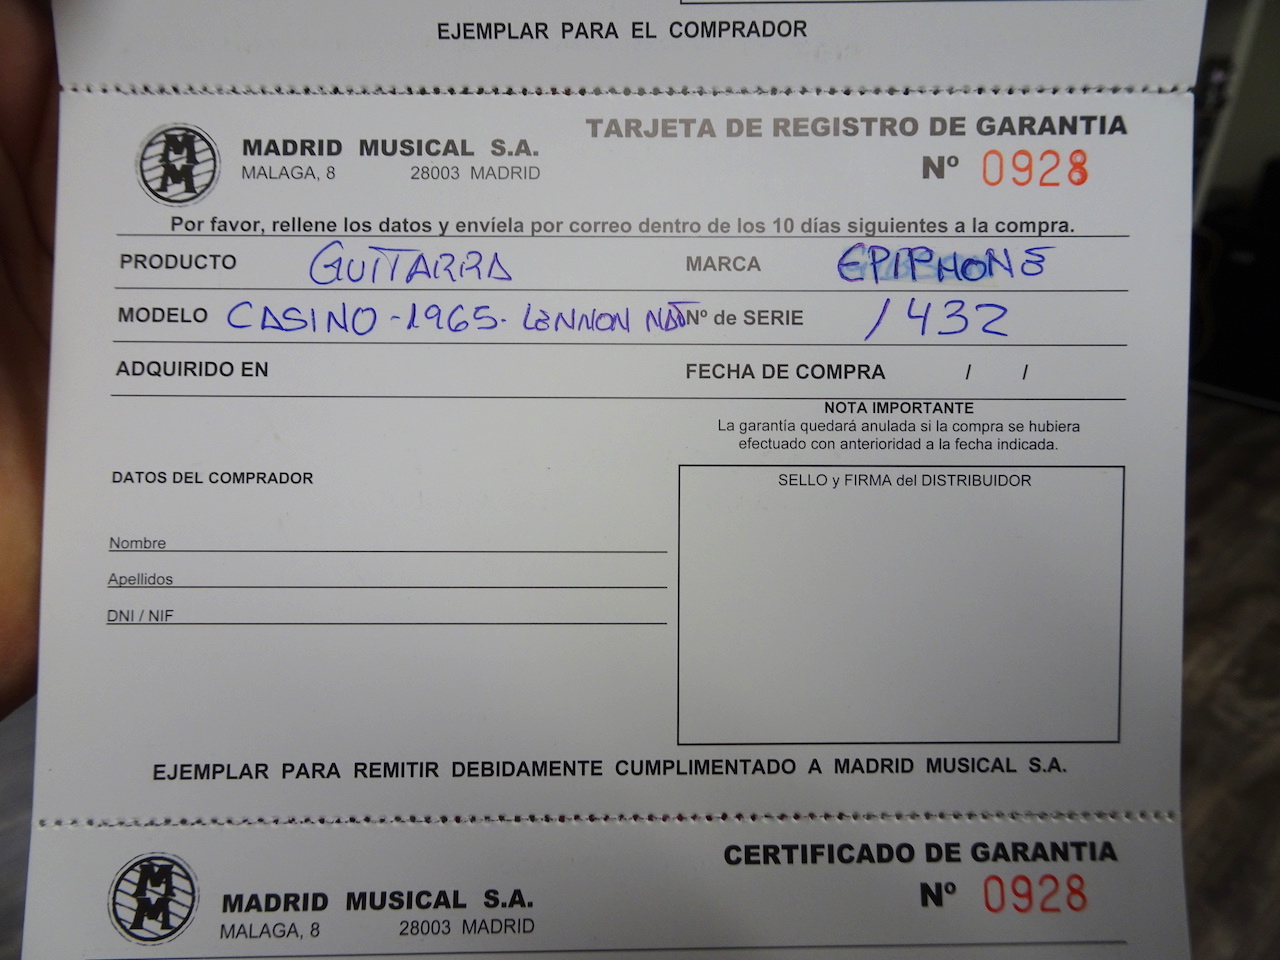 EJEMPLAR PARA EL COMPRADOR
MM
MADRID MUSICAL S.A.
MALAGA, 8 28003 MADRID
TARJETA DE REGISTRO DE GARANTIA
Nº 0928
Por favor, rellene los datos y envíela por correo dentro de los 10 días siguientes a la compra.
PRODUCTO GUITARRA MARCA EPIPHONE
MODELO CASINO - 1965 - LENNON NAT Nº de SERIE /432
ADQUIRIDO EN FECHA DE COMPRA / /
NOTA IMPORTANTE
La garantía quedará anulada si la compra se hubiera
efectuado con anterioridad a la fecha indicada.
DATOS DEL COMPRADOR
SELLO y FIRMA del DISTRIBUIDOR
Nombre
Apellidos
DNI / NIF
EJEMPLAR PARA REMITIR DEBIDAMENTE CUMPLIMENTADO A MADRID MUSICAL S.A.
MM
MADRID MUSICAL S.A.
MALAGA, 8 28003 MADRID
CERTIFICADO DE GARANTIA
Nº 0928